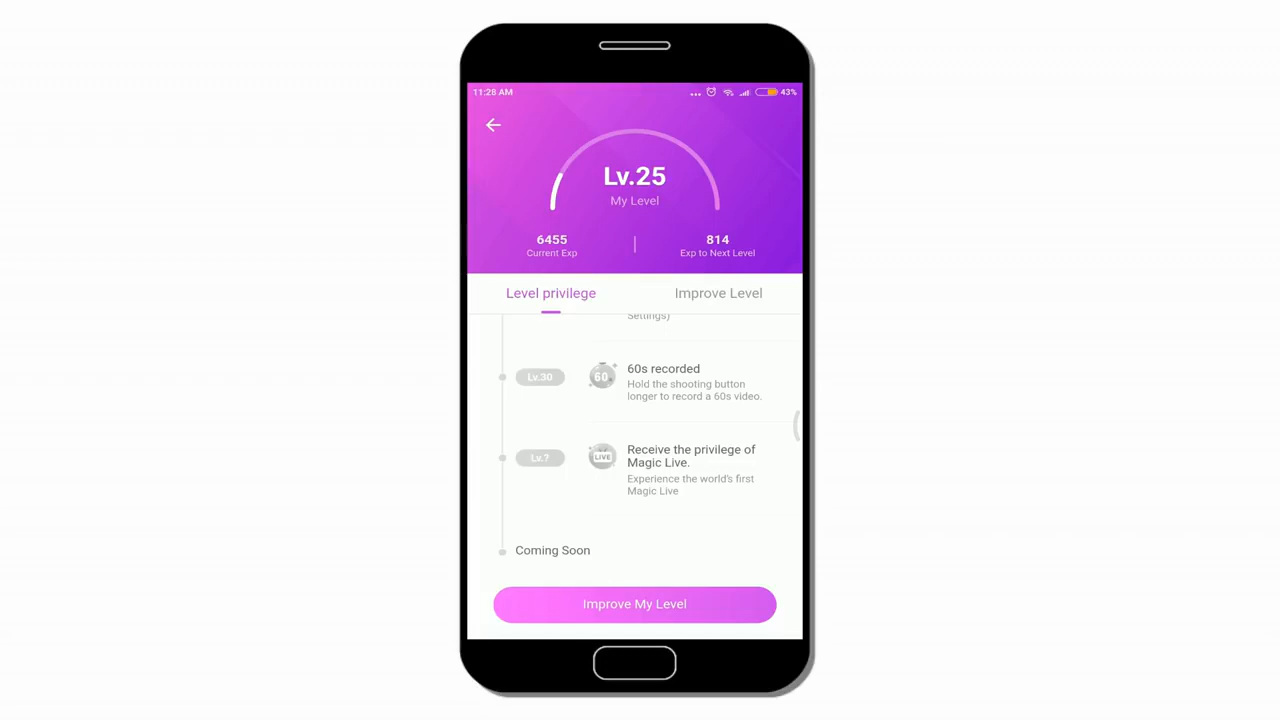 11:28 AM
43%
Lv.25
My Level
6455
814
Current Exp
Exp to Next Level
Level privilege
Improve Level
Settings)
Lv.30
60
60s recorded
Hold the shooting button
longer to record a 60s video.
Lv.?
LIVE
Receive the privilege of
Magic Live.
Experience the world's first
Magic Live
Coming Soon
Improve My Level